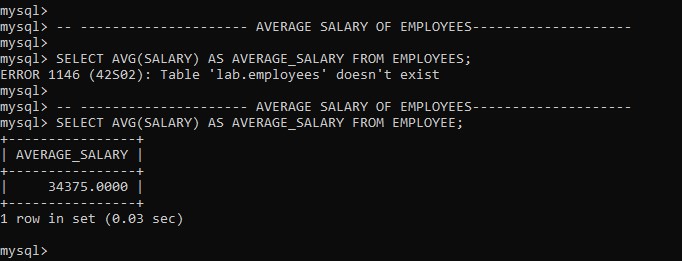 mysql>
mysql> -- --------------------- AVERAGE SALARY OF EMPLOYEES--------------------
mysql>
mysql> SELECT AVG(SALARY) AS AVERAGE_SALARY FROM EMPLOYEES;
ERROR 1146 (42S02): Table 'lab.employees' doesn't exist
mysql>
mysql> -- --------------------- AVERAGE SALARY OF EMPLOYEES--------------------
mysql> SELECT AVG(SALARY) AS AVERAGE_SALARY FROM EMPLOYEE;
+----------------+
| AVERAGE_SALARY |
+----------------+
|     34375.0000 |
+----------------+
1 row in set (0.03 sec)

mysql>